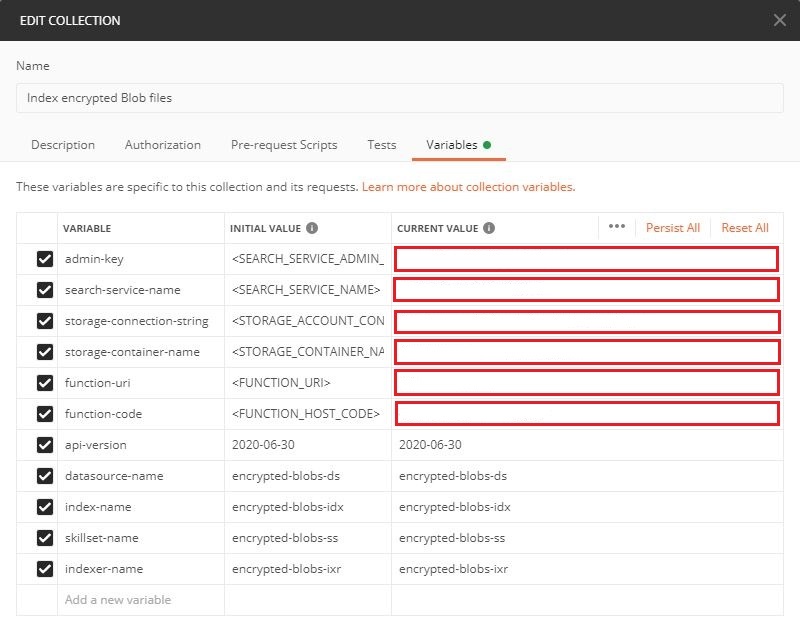 EDIT COLLECTION
Name
Index encrypted Blob files
Description Authorization Pre-request Scripts Tests Variables
These variables are specific to this collection and its requests. Learn more about collection variables.
VARIABLE INITIAL VALUE CURRENT VALUE ••• Persist All Reset All
admin-key <SEARCH_SERVICE_ADMIN_
search-service-name <SEARCH_SERVICE_NAME>
storage-connection-string <STORAGE_ACCOUNT_CON
storage-container-name <STORAGE_CONTAINER_NA
function-uri <FUNCTION_URI>
function-code <FUNCTION_HOST_CODE>
api-version 2020-06-30 2020-06-30
datasource-name encrypted-blobs-ds encrypted-blobs-ds
index-name encrypted-blobs-idx encrypted-blobs-idx
skillset-name encrypted-blobs-ss encrypted-blobs-ss
indexer-name encrypted-blobs-ixr encrypted-blobs-ixr
Add a new variable